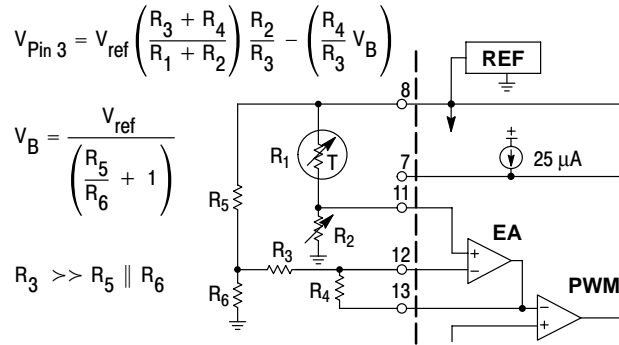 V_Pin 3 = V_ref ( (R_3 + R_4) / (R_1 + R_2) ) R_2 / R_3 − ( R_4 / R_3 V_B )
V_B = V_ref / ( R_5 / R_6 + 1 )
R_3 >> R_5 ∥ R_6
REF
8
R_1
T
+
25 µA
7
11
R_5
R_2
EA
+
R_3
12
−
PWM
R_6
R_4
13
−
+